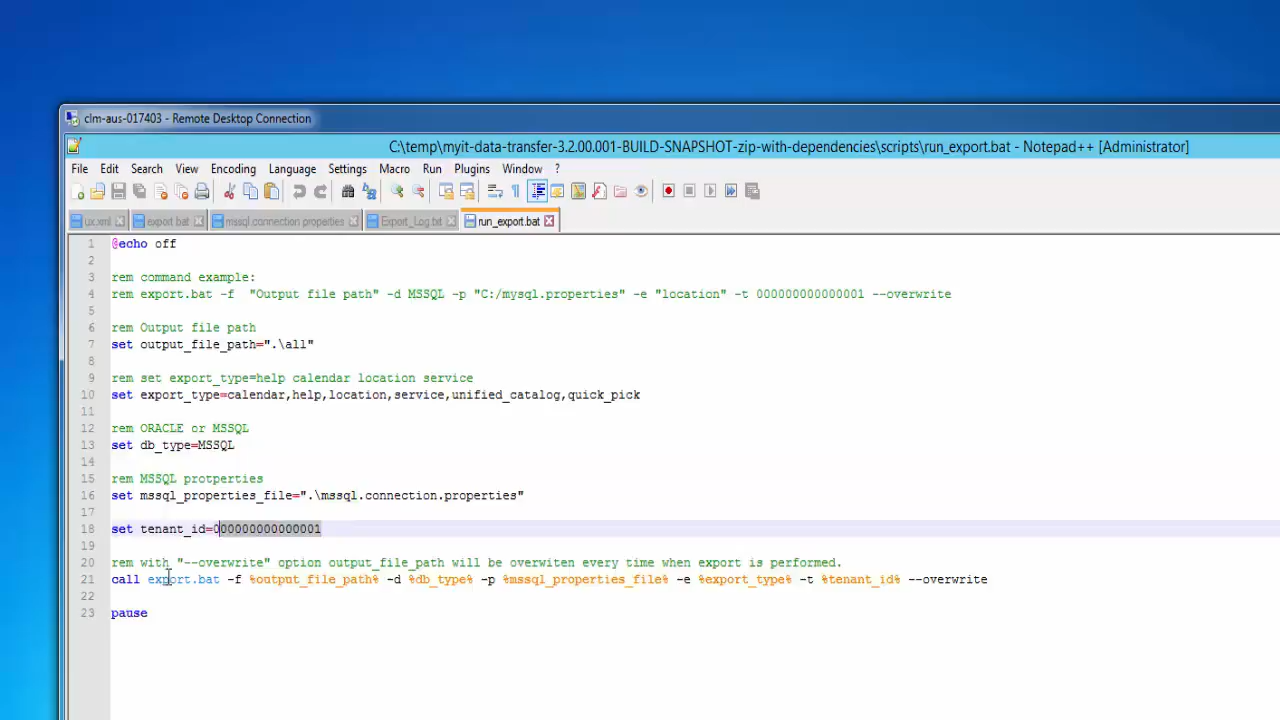 clm-aus-017403 - Remote Desktop Connection
C:\temp\myit-data-transfer-3.2.00.001-BUILD-SNAPSHOT-zip-with-dependencies\scripts\run_export.bat - Notepad++ [Administrator]
File Edit Search View Encoding Language Settings Macro Run Plugins Window ?
ux.xml export.bat mssql.connection.properties Export_Log.txt run_export.bat
1 @echo off
2
3 rem command example:
4 rem export.bat -f "Output file path" -d MSSQL -p "C:/mysql.properties" -e "location" -t 000000000000001 --overwrite
5
6 rem Output file path
7 set output_file_path=".\all"
8
9 rem set export_type=help calendar location service
10 set export_type=calendar,help,location,service,unified_catalog,quick_pick
11
12 rem ORACLE or MSSQL
13 set db_type=MSSQL
14
15 rem MSSQL protperties
16 set mssql_properties_file=".\mssql.connection.properties"
17
18 set tenant_id=000000000000001
19
20 rem with "--overwrite" option output_file_path will be overwiten every time when export is performed.
21 call export.bat -f %output_file_path% -d %db_type% -p %mssql_properties_file% -e %export_type% -t %tenant_id% --overwrite
22
23 pause